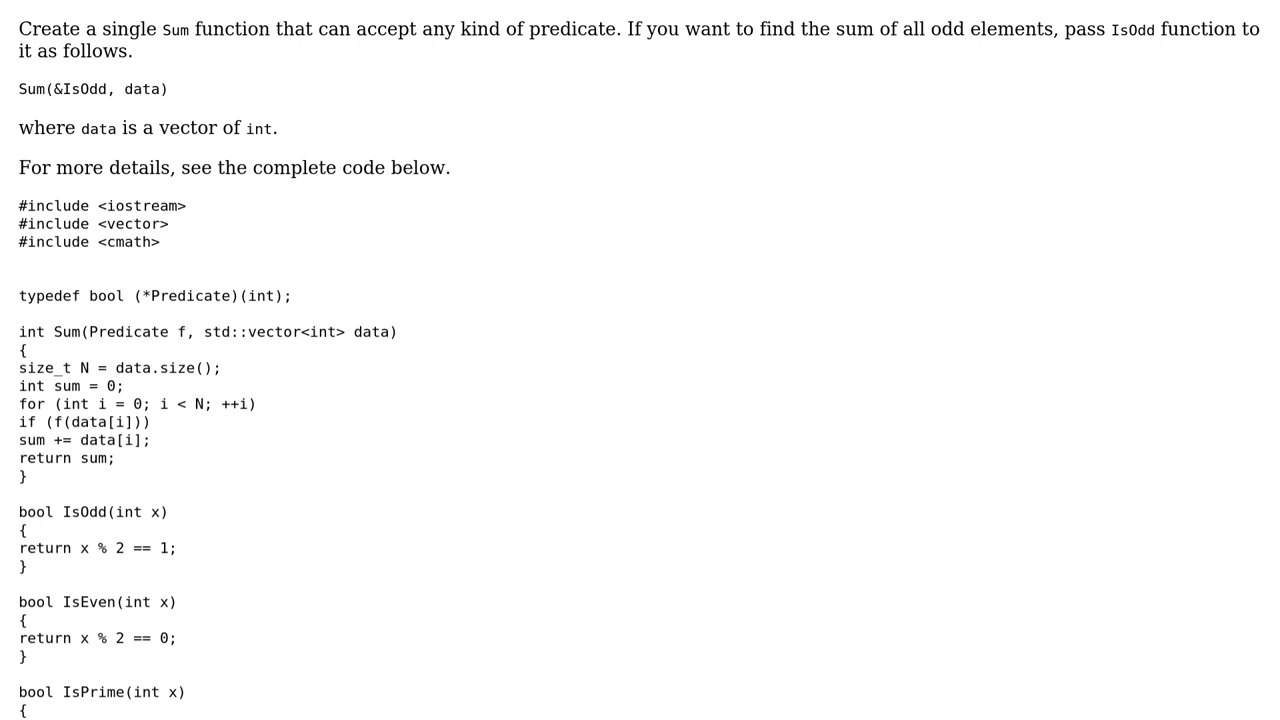 Create a single Sum function that can accept any kind of predicate. If you want to find the sum of all odd elements, pass IsOdd function to
it as follows.
Sum(&IsOdd, data)
where data is a vector of int.
For more details, see the complete code below.
#include <iostream>
#include <vector>
#include <cmath>
typedef bool (*Predicate)(int);
int Sum(Predicate f, std::vector<int> data)
{
size_t N = data.size();
int sum = 0;
for (int i = 0; i < N; ++i)
if (f(data[i]))
sum += data[i];
return sum;
}
bool IsOdd(int x)
{
return x % 2 == 1;
}
bool IsEven(int x)
{
return x % 2 == 0;
}
bool IsPrime(int x)
{